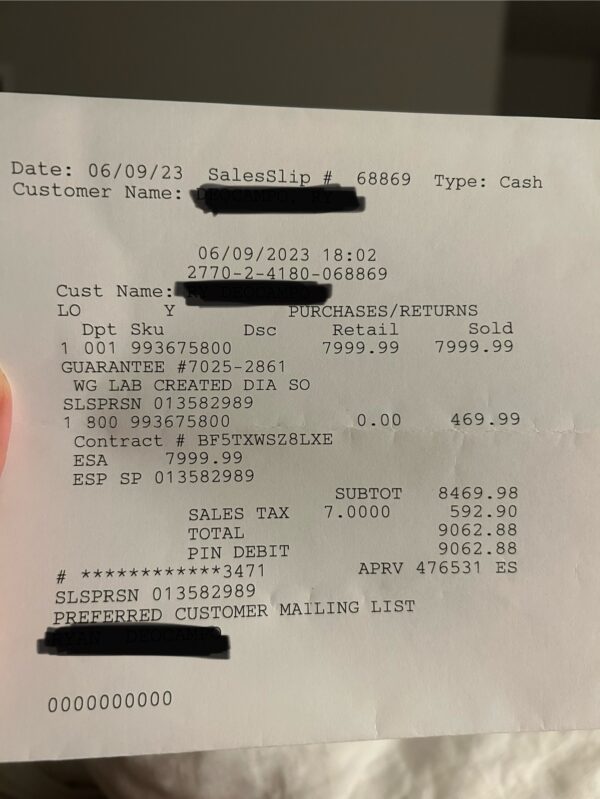 Date: 06/09/23 SalesSlip # 68869 Type: Cash
Customer Name:
06/09/2023 18:02
2770-2-4180-068869
Cust Name:
LO Y PURCHASES/RETURNS
Dpt Sku Dsc Retail Sold
1 001 993675800 7999.99 7999.99
GUARANTEE #7025-2861
WG LAB CREATED DIA SO
SLSPRSN 013582989
1 800 993675800 0.00 469.99
Contract # BF5TXWSZ8LXE
ESA 7999.99
ESP SP 013582989
SUBTOT 8469.98
SALES TAX 7.0000 592.90
TOTAL 9062.88
PIN DEBIT 9062.88
# ************3471 APRV 476531 ES
SLSPRSN 013582989
PREFERRED CUSTOMER MAILING LIST
0000000000